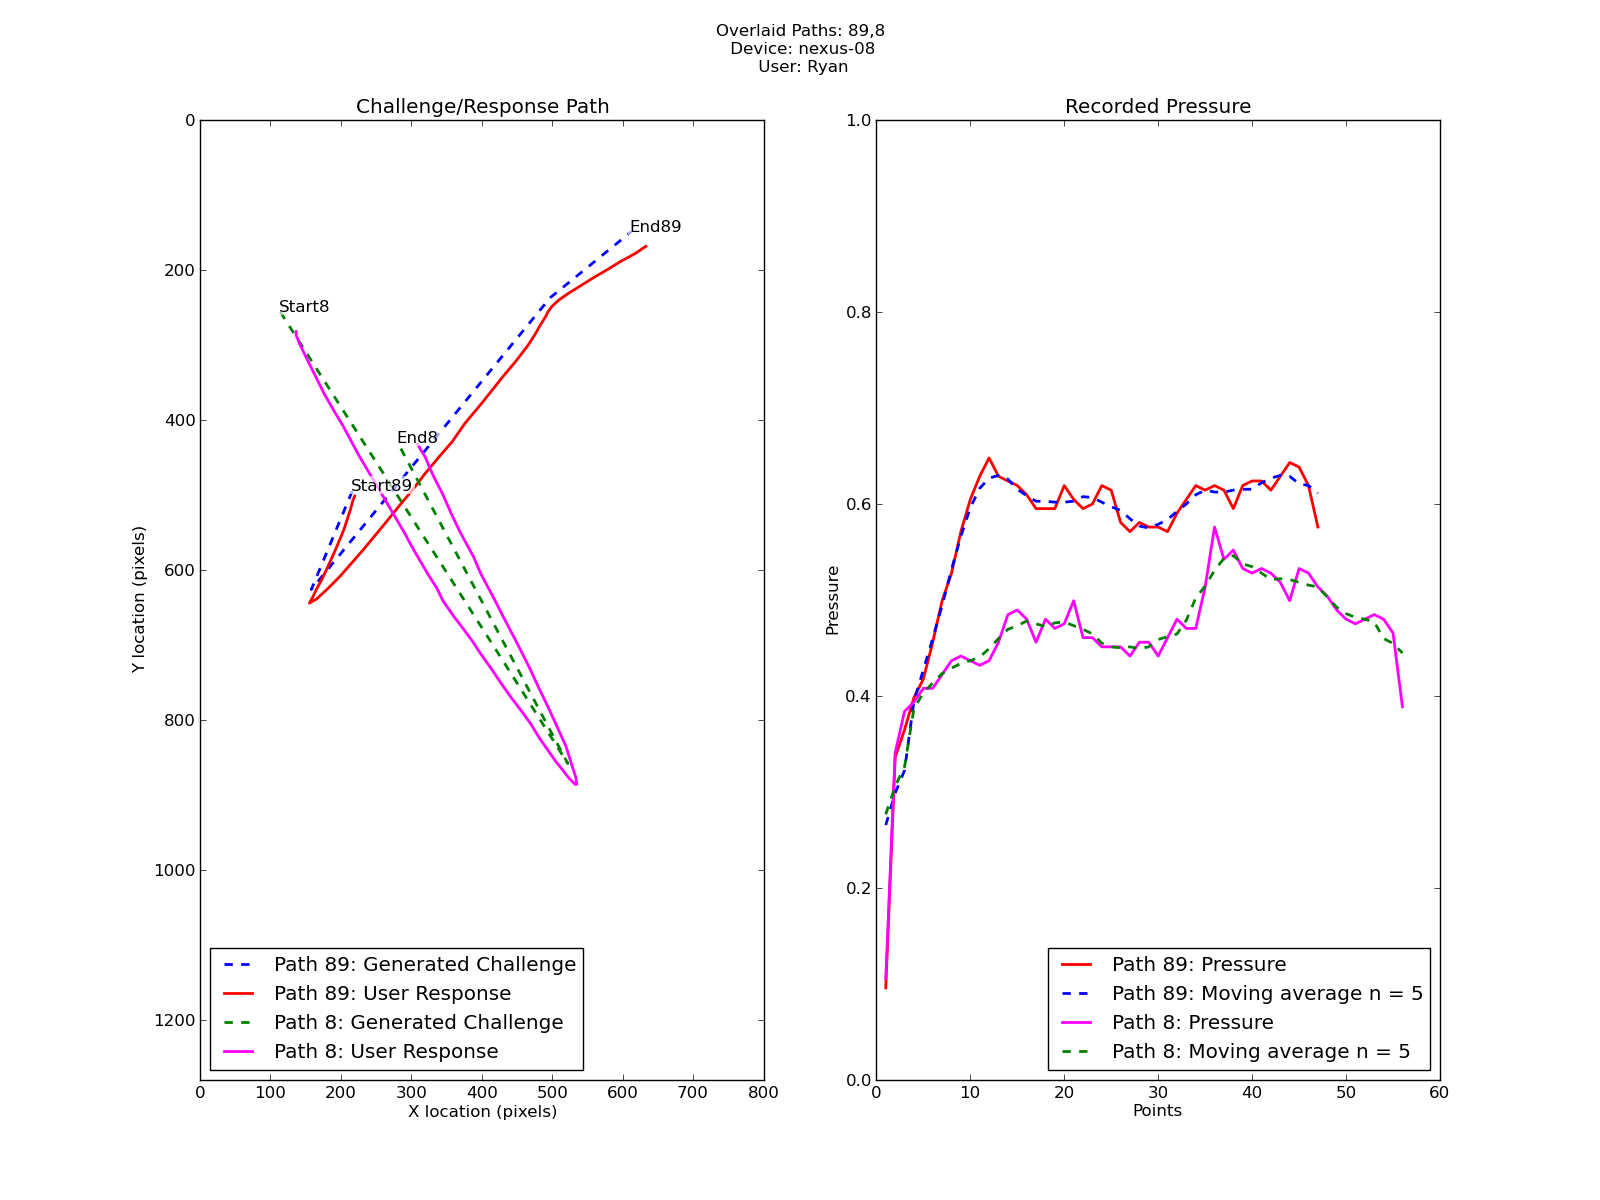 Overlaid Paths: 89,8
Device: nexus-08
User: Ryan
Challenge/Response Path
0
200
400
600
800
1000
1200
Y location (pixels)
End89
Start8
End8
Start89
Path 89: Generated Challenge
Path 89: User Response
Path 8: Generated Challenge
Path 8: User Response
0 100 200 300 400 500 600 700 800
X location (pixels)
Recorded Pressure
1.0
0.8
0.6
0.4
0.2
0.0
Pressure
Path 89: Pressure
Path 89: Moving average n = 5
Path 8: Pressure
Path 8: Moving average n = 5
0 10 20 30 40 50 60
Points